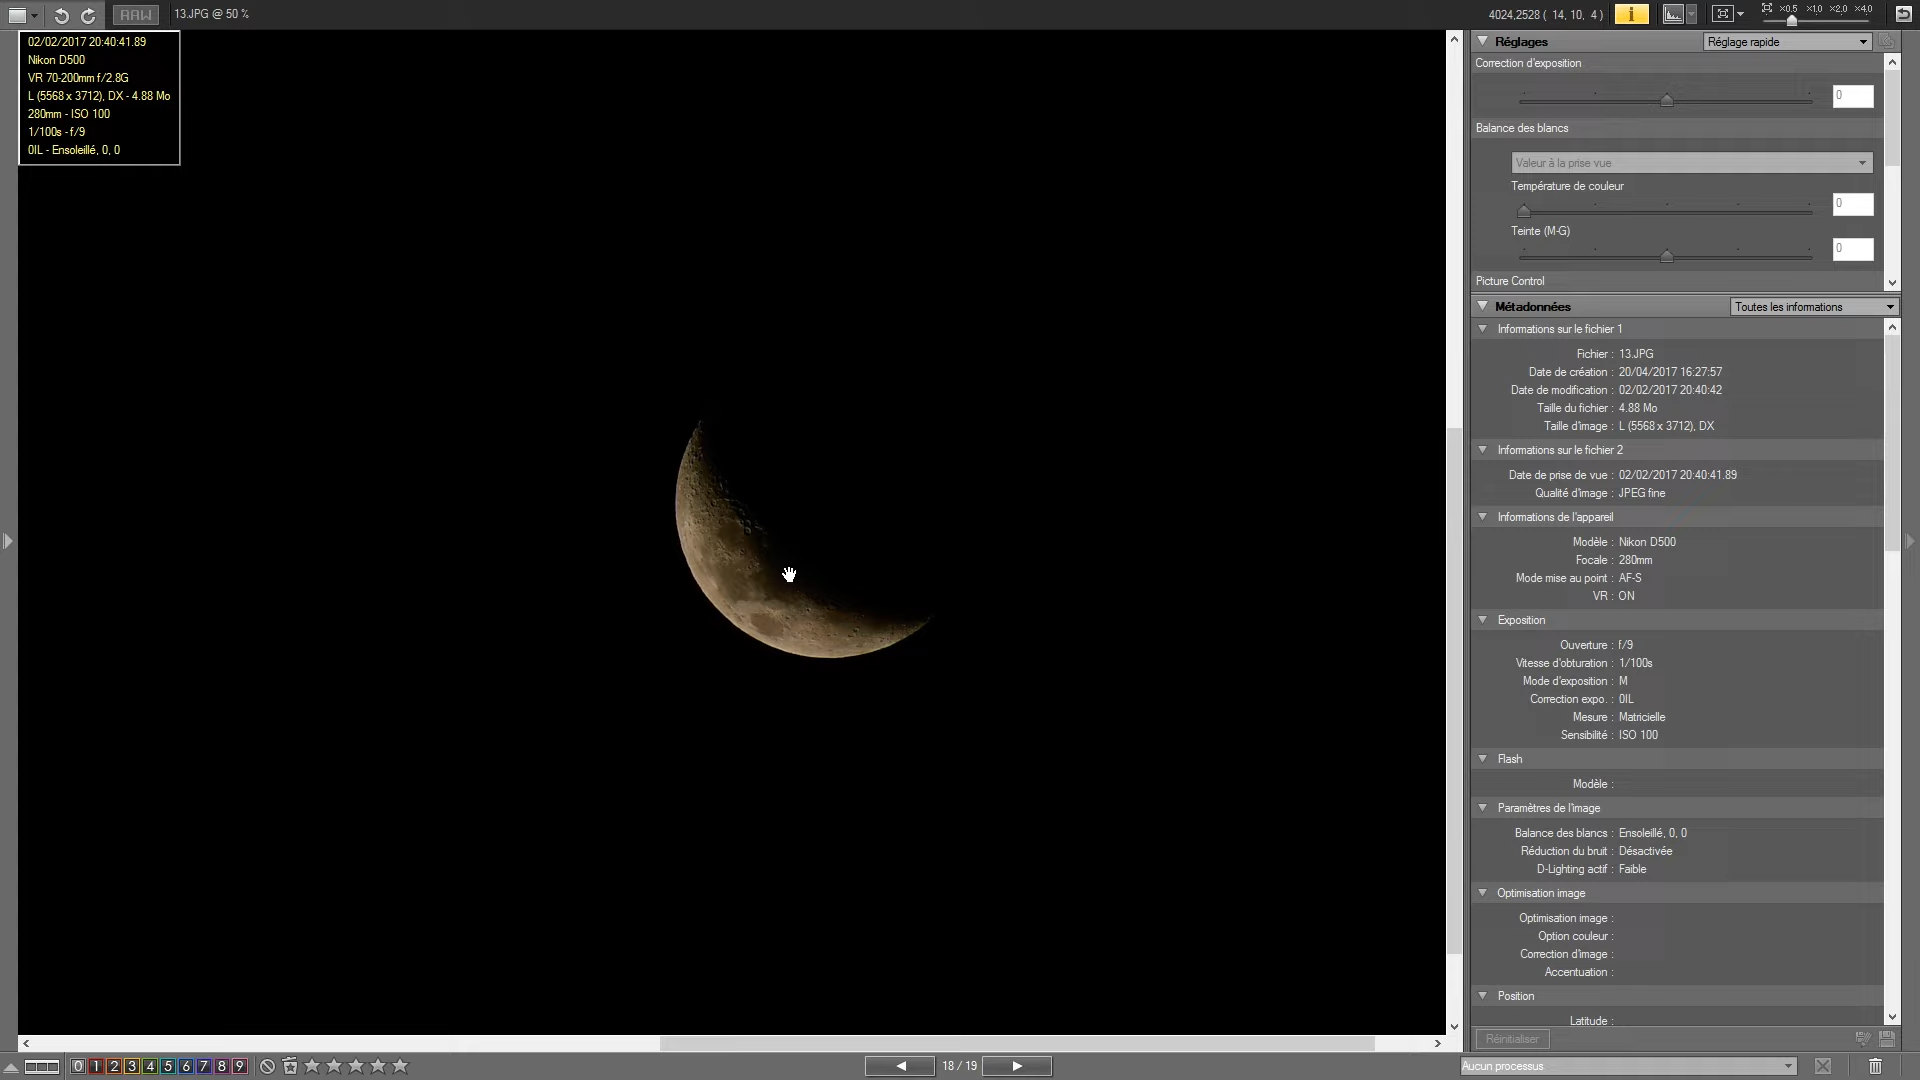 RAW
13.JPG @ 50 %
4024,2528 ( 14, 10, 4 )
i
×0.5 ×1.0 ×2.0 ×4.0
02/02/2017 20:40:41.89
Nikon D500
VR 70-200mm f/2.8G
L (5568 x 3712), DX - 4.88 Mo
280mm - ISO 100
1/100s - f/9
0IL - Ensoleillé, 0, 0
Réglages
Réglage rapide
Correction d'exposition
0
Balance des blancs
Valeur à la prise vue
Température de couleur
0
Teinte (M-G)
0
Picture Control
Métadonnées
Toutes les informations
Informations sur le fichier 1
Fichier : 13.JPG
Date de création : 20/04/2017 16:27:57
Date de modification : 02/02/2017 20:40:42
Taille du fichier : 4.88 Mo
Taille d'image : L (5568 x 3712), DX
Informations sur le fichier 2
Date de prise de vue : 02/02/2017 20:40:41.89
Qualité d'image : JPEG fine
Informations de l'appareil
Modèle : Nikon D500
Focale : 280mm
Mode mise au point : AF-S
VR : ON
Exposition
Ouverture : f/9
Vitesse d'obturation : 1/100s
Mode d'exposition : M
Correction expo. : 0IL
Mesure : Matricielle
Sensibilité : ISO 100
Flash
Modèle :
Paramètres de l'image
Balance des blancs : Ensoleillé, 0, 0
Réduction du bruit : Désactivée
D-Lighting actif : Faible
Optimisation image
Optimisation image :
Option couleur :
Correction d'image :
Accentuation :
Position
Latitude :
Réinitialiser
0 1 2 3 4 5 6 7 8 9
18 / 19
Aucun processus